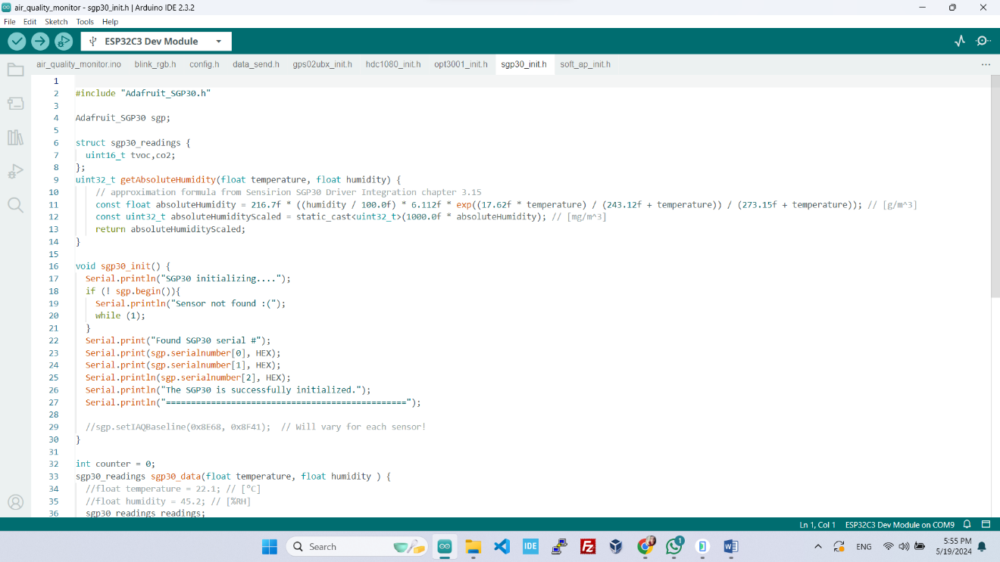 air_quality_monitor - sgp30_init.h | Arduino IDE 2.3.2
File Edit Sketch Tools Help
ESP32C3 Dev Module
air_quality_monitor.ino blink_rgb.h config.h data_send.h gps02ubx_init.h hdc1080_init.h opt3001_init.h sgp30_init.h soft_ap_init.h ...
1
2 #include "Adafruit_SGP30.h"
3
4 Adafruit_SGP30 sgp;
5
6 struct sgp30_readings {
7 uint16_t tvoc,co2;
8 };
9 uint32_t getAbsoluteHumidity(float temperature, float humidity) {
10 // approximation formula from Sensirion SGP30 Driver Integration chapter 3.15
11 const float absoluteHumidity = 216.7f * ((humidity / 100.0f) * 6.112f * exp((17.62f * temperature) / (243.12f + temperature)) / (273.15f + temperature)); // [g/m^3]
12 const uint32_t absoluteHumidityScaled = static_cast<uint32_t>(1000.0f * absoluteHumidity); // [mg/m^3]
13 return absoluteHumidityScaled;
14 }
15
16 void sgp30_init() {
17 Serial.println("SGP30 initializing....");
18 if (! sgp.begin()){
19 Serial.println("Sensor not found :(");
20 while (1);
21 }
22 Serial.print("Found SGP30 serial #");
23 Serial.print(sgp.serialnumber[0], HEX);
24 Serial.print(sgp.serialnumber[1], HEX);
25 Serial.println(sgp.serialnumber[2], HEX);
26 Serial.println("The SGP30 is successfully initialized.");
27 Serial.println("================================================");
28
29 //sgp.setIAQBaseline(0x8E68, 0x8F41); // Will vary for each sensor!
30 }
31
32 int counter = 0;
33 sgp30_readings sgp30_data(float temperature, float humidity ) {
34 //float temperature = 22.1; // [°C]
35 //float humidity = 45.2; // [%RH]
36 sgp30_readings readings;
Ln 1, Col 1 ESP32C3 Dev Module on COM9
Search
IDE
Fz
1
W
ENG
5:55 PM
5/19/2024